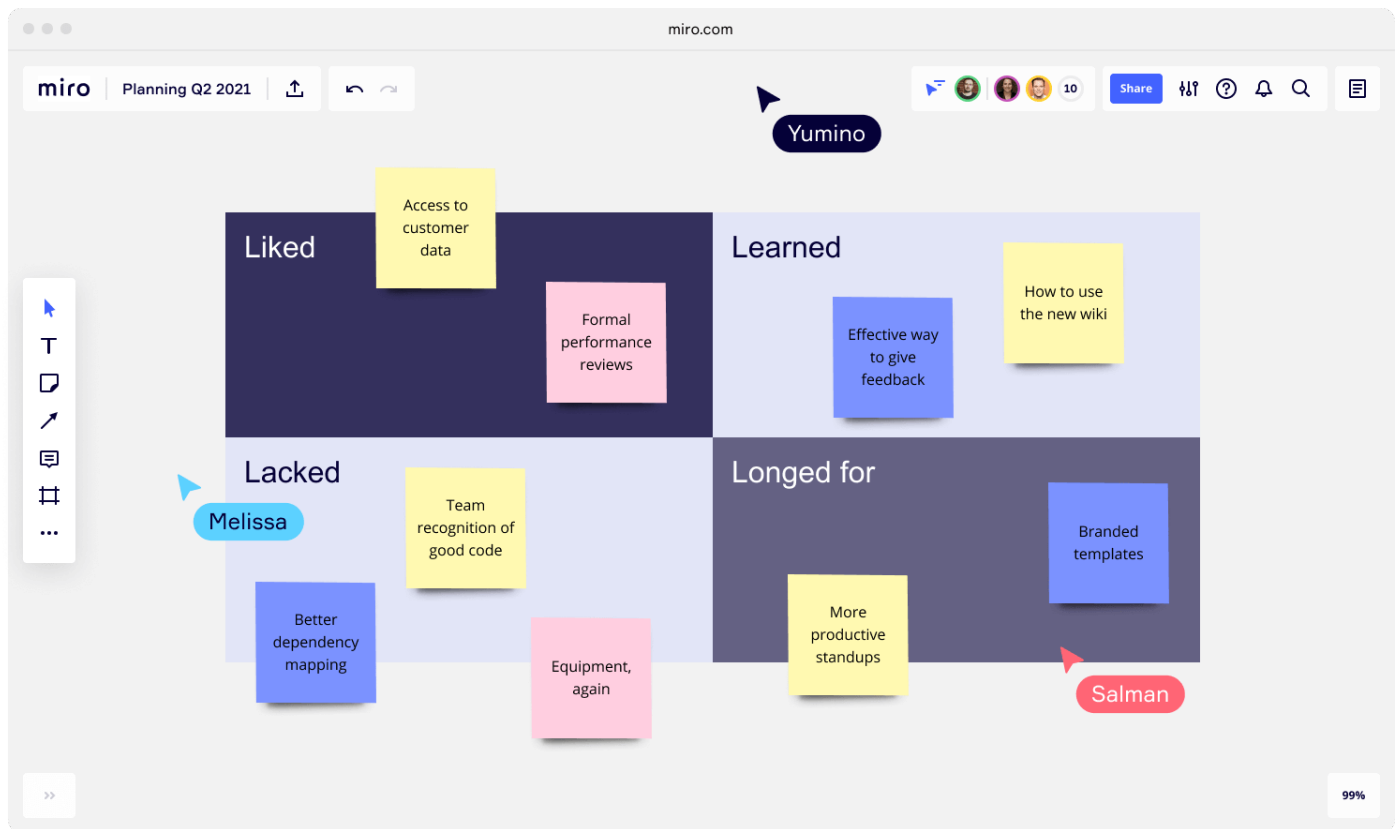 miro.com
miro
Planning Q2 2021
10
Share
Yumino
Liked
Access to
customer
data
Formal
performance
reviews
Learned
Effective way
to give
feedback
How to use
the new wiki
Lacked
Melissa
Team
recognition of
good code
Better
dependency
mapping
Equipment,
again
Longed for
Branded
templates
More
productive
standups
Salman
99%